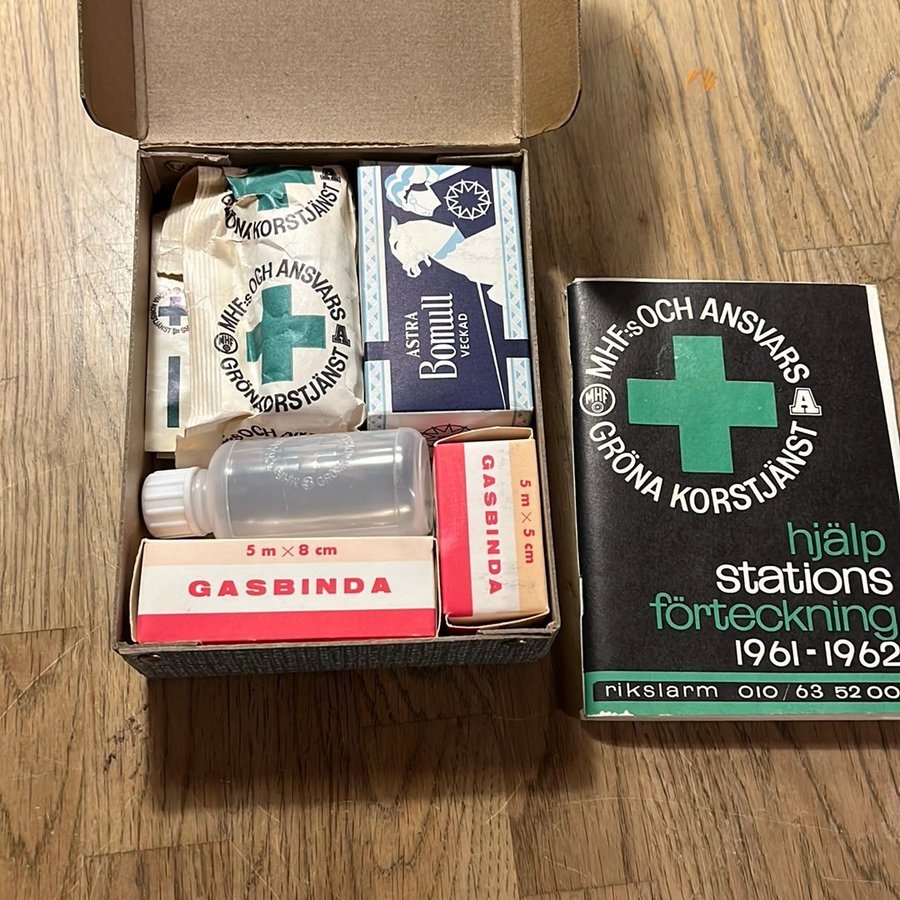 GRÖNA KORSTJÄNST A
MHF:s OCH ANSVARS A
MHF
GRÖNA KORSTJÄNST
:s OCH ANSVARS
ASTRA
Bomull
VECKAD
5 m × 8 cm
GASBINDA
5 m × 5 cm
GASBINDA
MHF:s OCH ANSVARS
MHF
A
GRÖNA KORSTJÄNST
hjälp
stations
förteckning
1961-1962
rikslarm 010/63 52 00